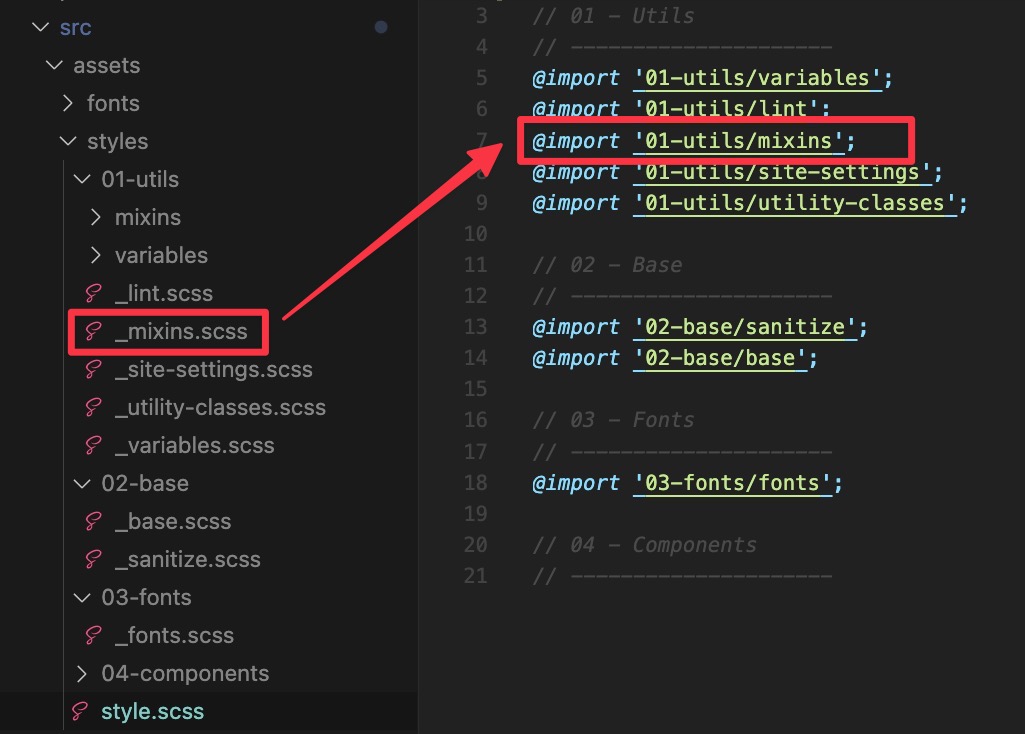 src
assets
fonts
styles
01-utils
mixins
variables
_lint.scss
_mixins.scss
_site-settings.scss
_utility-classes.scss
_variables.scss
02-base
_base.scss
_sanitize.scss
03-fonts
_fonts.scss
04-components
style.scss
3 // 01 - Utils
4 // ---------------------
5 @import '01-utils/variables';
6 @import '01-utils/lint';
7 @import '01-utils/mixins';
8 @import '01-utils/site-settings';
9 @import '01-utils/utility-classes';
10
11 // 02 - Base
12 // ---------------------
13 @import '02-base/sanitize';
14 @import '02-base/base';
15
16 // 03 - Fonts
17 // ---------------------
18 @import '03-fonts/fonts';
19
20 // 04 - Components
21 // ---------------------